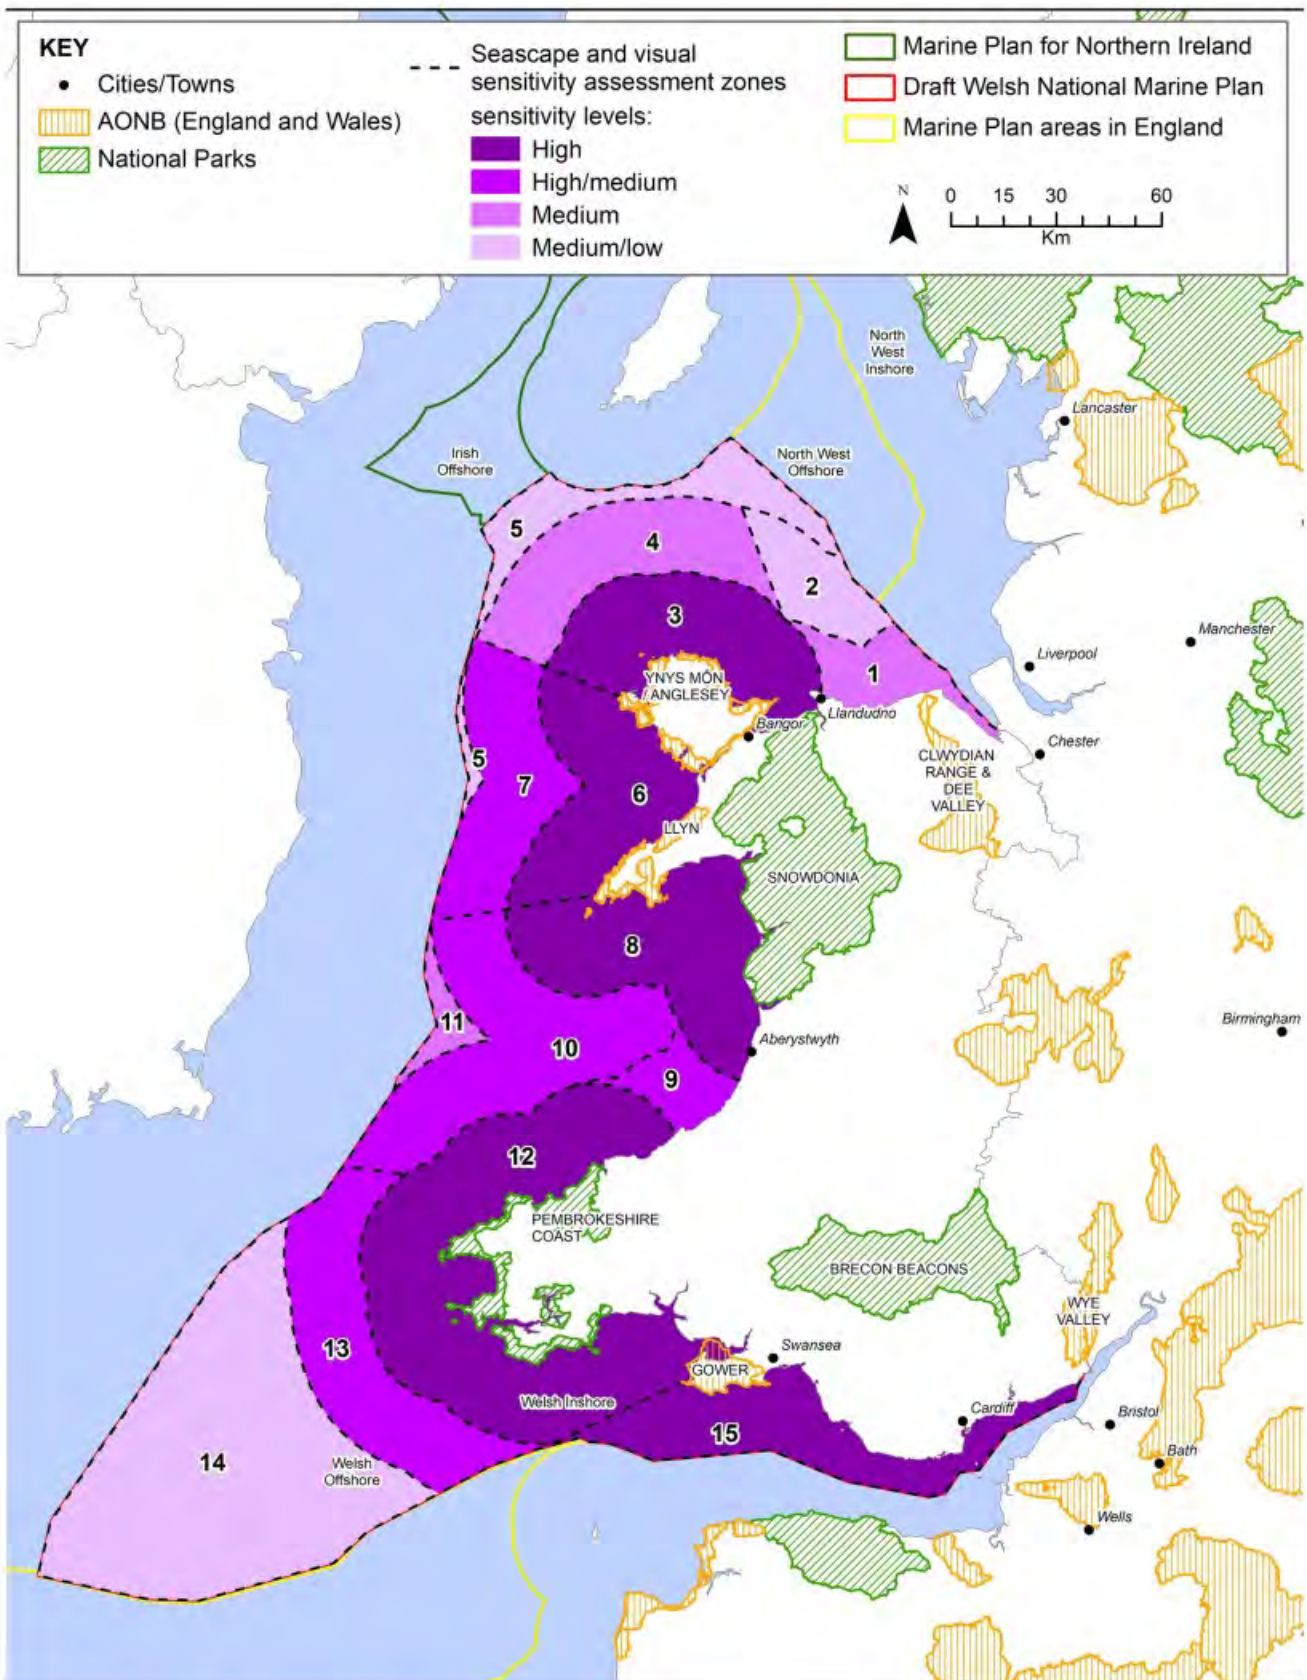 KEY
Cities/Towns
AONB (England and Wales)
National Parks
Seascape and visual
sensitivity assessment zones
sensitivity levels:
High
High/medium
Medium
Medium/low
Marine Plan for Northern Ireland
Draft Welsh National Marine Plan
Marine Plan areas in England
N
0 15 30 60
Km
North
West
Inshore
Lancaster
Irish
Offshore
North West
Offshore
5
4
2
3
Manchester
Liverpool
1
YNYS MÔN
/ ANGLESEY
Llandudno
Bangor
Chester
5
7
6
CLWYDIAN
RANGE &
DEE
VALLEY
LLYN
SNOWDONIA
8
11
10
Birmingham
Aberystwyth
9
12
PEMBROKESHIRE
COAST
BRECON BEACONS
WYE
VALLEY
13
Swansea
GOWER
Welsh Inshore
15
Cardiff
Bristol
Bath
14
Welsh
Offshore
Wells